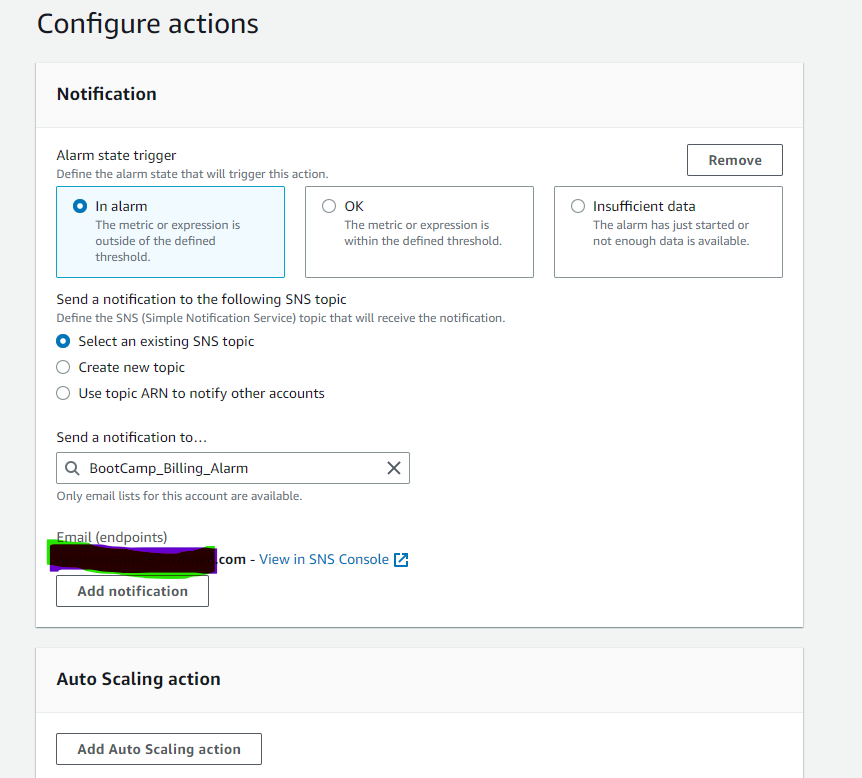 Configure actions
Notification
Alarm state trigger
Define the alarm state that will trigger this action.
Remove
In alarm
The metric or expression is
outside of the defined
threshold.
OK
The metric or expression is
within the defined threshold.
Insufficient data
The alarm has just started or
not enough data is available.
Send a notification to the following SNS topic
Define the SNS (Simple Notification Service) topic that will receive the notification.
Select an existing SNS topic
Create new topic
Use topic ARN to notify other accounts
Send a notification to…
BootCamp_Billing_Alarm
Only email lists for this account are available.
Email (endpoints)
.com - View in SNS Console
Add notification
Auto Scaling action
Add Auto Scaling action